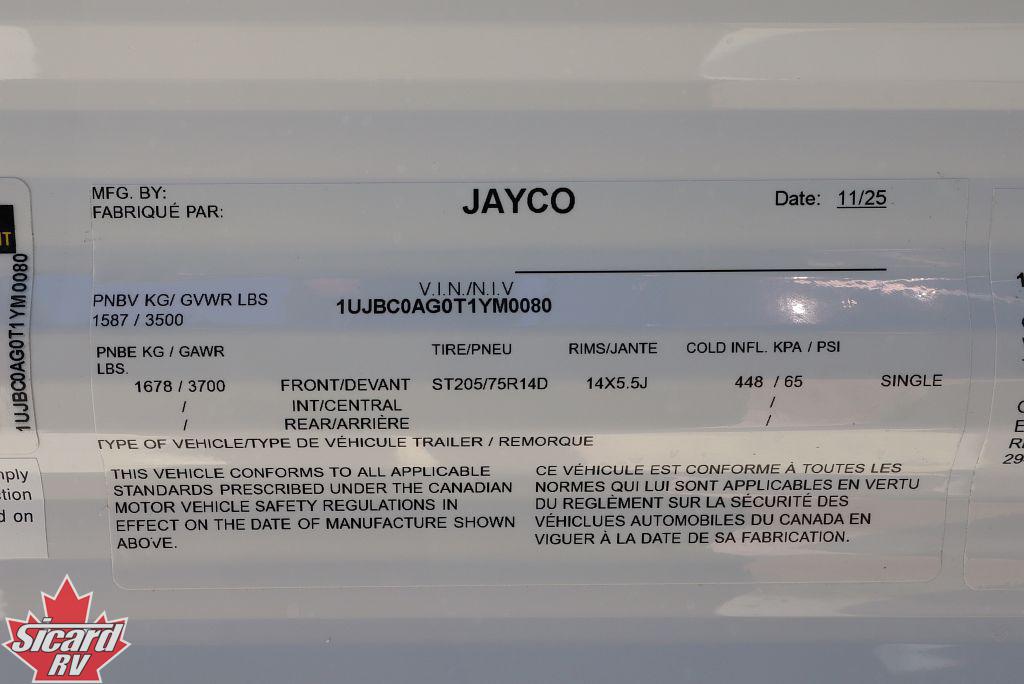 MFG. BY:
FABRIQUÉ PAR:
JAYCO
Date: 11/25
V.I.N./N.I.V
1UJBC0AG0T1YM0080
PNBV KG/ GVWR LBS
1587 / 3500
PNBE KG / GAWR
LBS.
TIRE/PNEU RIMS/JANTE COLD INFL. KPA / PSI
1678 / 3700 FRONT/DEVANT ST205/75R14D 14X5.5J 448 / 65 SINGLE
/ INT/CENTRAL /
/ REAR/ARRIÈRE /
TYPE OF VEHICLE/TYPE DE VÉHICULE TRAILER / REMORQUE
THIS VEHICLE CONFORMS TO ALL APPLICABLE
STANDARDS PRESCRIBED UNDER THE CANADIAN
MOTOR VEHICLE SAFETY REGULATIONS IN
EFFECT ON THE DATE OF MANUFACTURE SHOWN
ABOVE.
CE VÉHICULE EST CONFORME À TOUTES LES
NORMES QUI LUI SONT APPLICABLES EN VERTU
DU REGLÈMENT SUR LA SÉCURITÉ DES
VÉHICLUES AUTOMOBILES DU CANADA EN
VIGUER À LA DATE DE SA FABRICATION.
1UJBC0AG0T1YM0080
d on
Sicard
RV